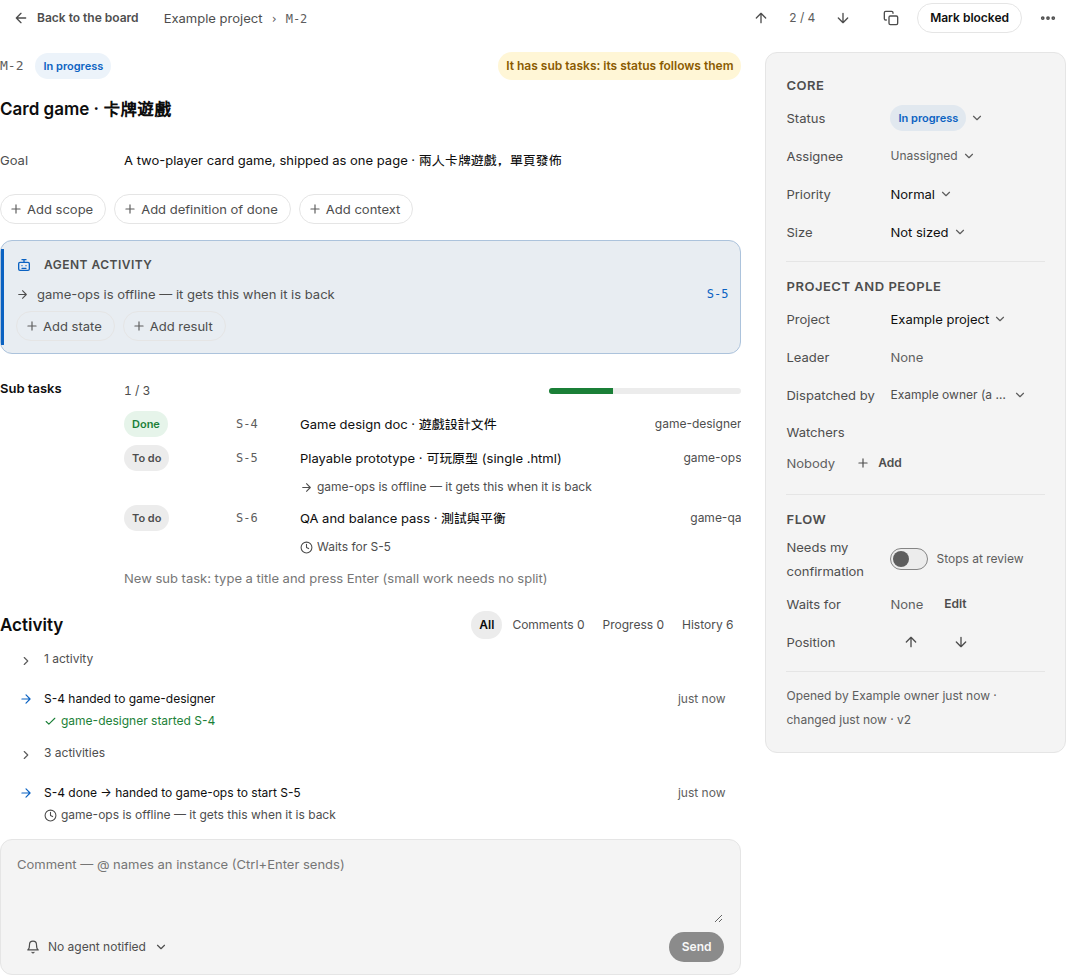 Back to the board Example project › M-2 2 / 4 Mark blocked
M-2 In progress It has sub tasks: its status follows them
Card game · 卡牌遊戲
Goal A two-player card game, shipped as one page · 兩人卡牌遊戲，單頁發佈
Add scope Add definition of done Add context
AGENT ACTIVITY
→ game-ops is offline — it gets this when it is back S-5
Add state Add result
Sub tasks 1 / 3
Done S-4 Game design doc · 遊戲設計文件 game-designer
To do S-5 Playable prototype · 可玩原型 (single .html) game-ops
→ game-ops is offline — it gets this when it is back
To do S-6 QA and balance pass · 測試與平衡 game-qa
Waits for S-5
New sub task: type a title and press Enter (small work needs no split)
Activity All Comments 0 Progress 0 History 6
1 activity
→ S-4 handed to game-designer just now
✓ game-designer started S-4
3 activities
→ S-4 done → handed to game-ops to start S-5 just now
game-ops is offline — it gets this when it is back
Comment — @ names an instance (Ctrl+Enter sends)
No agent notified Send
CORE
Status In progress
Assignee Unassigned
Priority Normal
Size Not sized
PROJECT AND PEOPLE
Project Example project
Leader None
Dispatched by Example owner (a ...
Watchers
Nobody + Add
FLOW
Needs my
confirmation Stops at review
Waits for None Edit
Position ↑ ↓
Opened by Example owner just now ·
changed just now · v2